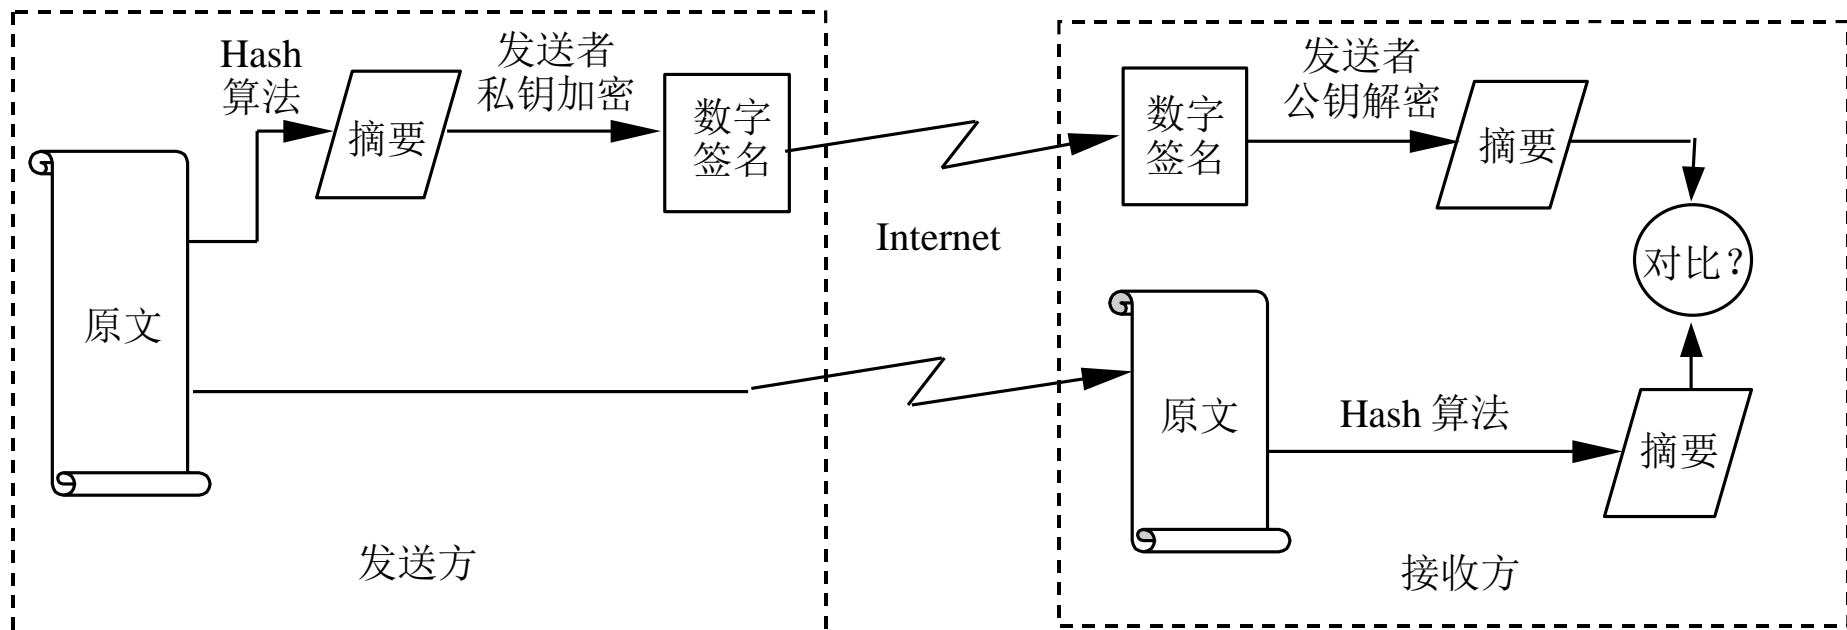 Hash
算法
摘要
发送者
私钥加密
数字
签名
原文
发送方
Internet
数字
签名
发送者
公钥解密
摘要
对比？
原文
Hash 算法
摘要
接收方